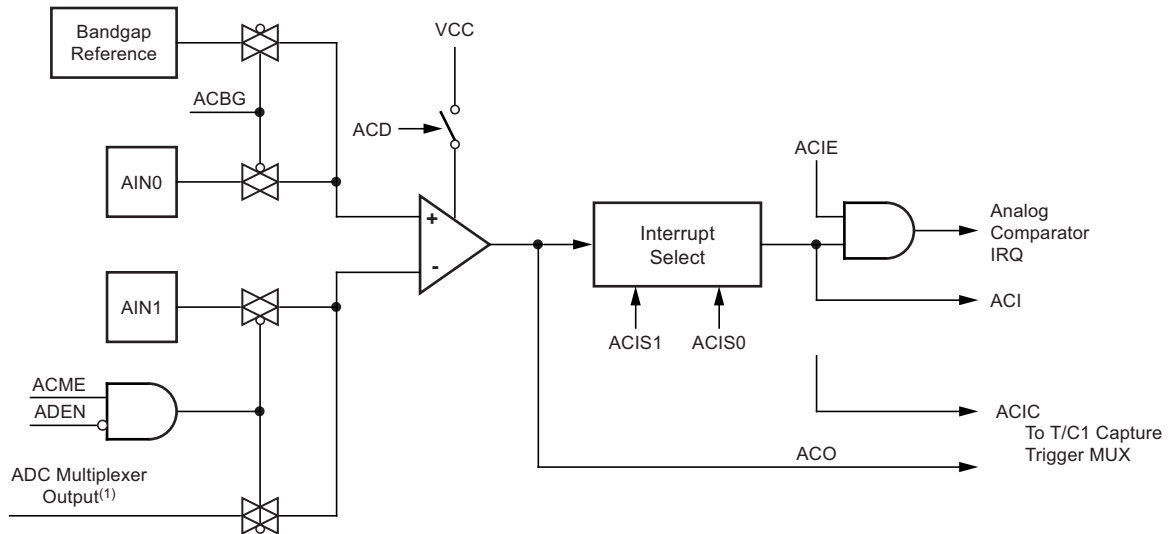 Bandgap
Reference
VCC
ACBG
ACD
AIN0
ACIE
+
-
Interrupt
Select
Analog
Comparator
IRQ
AIN1
ACI
ACIS1
ACIS0
ACME
ADEN
ACIC
To T/C1 Capture
Trigger MUX
ACO
ADC Multiplexer
Output(1)